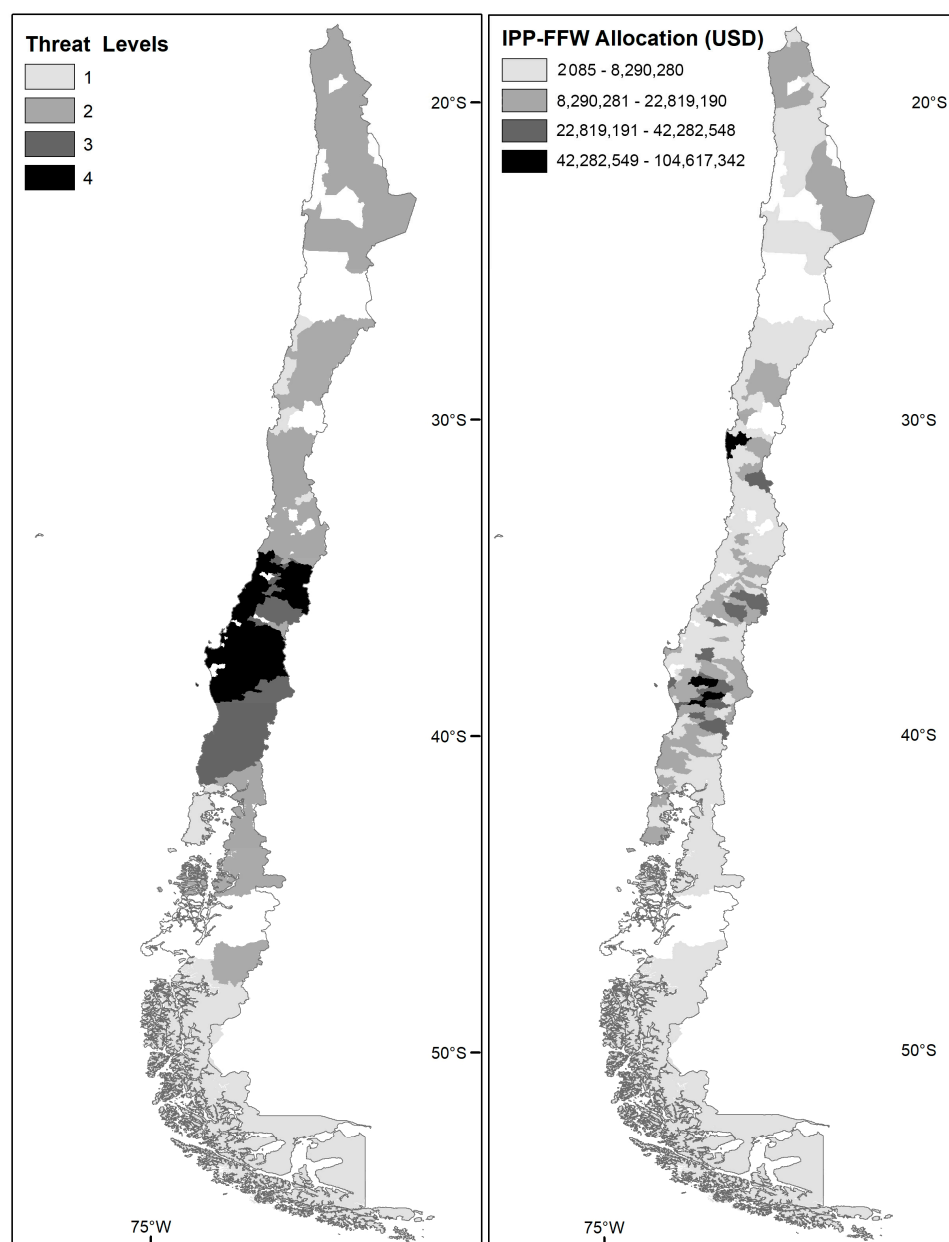 Threat Levels
1
2
3
4
20°S
30°S
40°S
50°S
75°W
IPP-FFW Allocation (USD)
2085 - 8,290,280
8,290,281 - 22,819,190
22,819,191 - 42,282,548
42,282,549 - 104,617,342
20°S
30°S
40°S
50°S
75°W